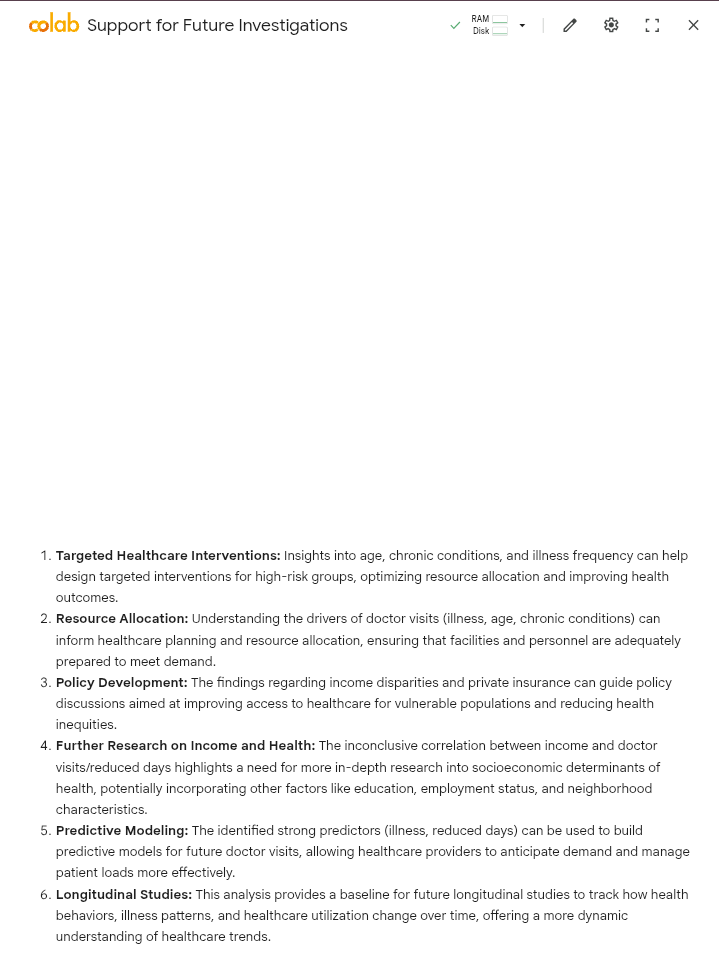 colab Support for Future Investigations
RAM
Disk
1. Targeted Healthcare Interventions: Insights into age, chronic conditions, and illness frequency can help
design targeted interventions for high-risk groups, optimizing resource allocation and improving health
outcomes.
2. Resource Allocation: Understanding the drivers of doctor visits (illness, age, chronic conditions) can
inform healthcare planning and resource allocation, ensuring that facilities and personnel are adequately
prepared to meet demand.
3. Policy Development: The findings regarding income disparities and private insurance can guide policy
discussions aimed at improving access to healthcare for vulnerable populations and reducing health
inequities.
4. Further Research on Income and Health: The inconclusive correlation between income and doctor
visits/reduced days highlights a need for more in-depth research into socioeconomic determinants of
health, potentially incorporating other factors like education, employment status, and neighborhood
characteristics.
5. Predictive Modeling: The identified strong predictors (illness, reduced days) can be used to build
predictive models for future doctor visits, allowing healthcare providers to anticipate demand and manage
patient loads more effectively.
6. Longitudinal Studies: This analysis provides a baseline for future longitudinal studies to track how health
behaviors, illness patterns, and healthcare utilization change over time, offering a more dynamic
understanding of healthcare trends.